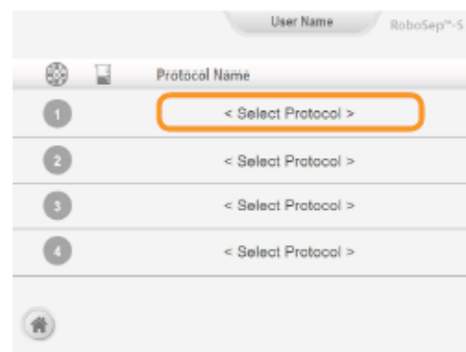 User Name
RoboSep™-S
Protocol Name
1 < Select Protocol >
2 < Select Protocol >
3 < Select Protocol >
4 < Select Protocol >